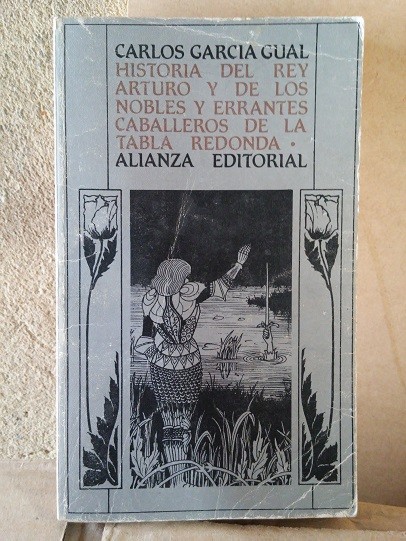 CARLOS GARCIA GUAL
HISTORIA DEL REY
ARTURO Y DE LOS
NOBLES Y ERRANTES
CABALLEROS DE LA
TABLA REDONDA •
ALIANZA EDITORIAL